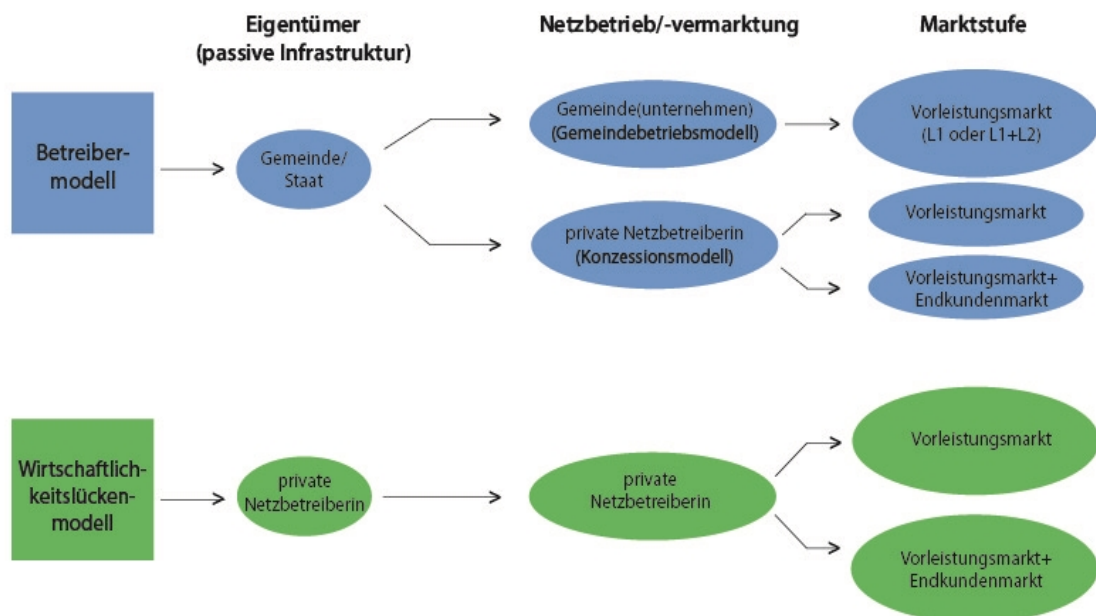 Eigentümer
(passive Infrastruktur)
Netzbetrieb/-vermarktung
Marktstufe
Betreiber-
modell
Gemeinde/
Staat
Gemeinde(unternehmen)
(Gemeindebetriebsmodell)
Vorleistungsmarkt
(L1 oder L1+L2)
private Netzbetreiberin
(Konzessionsmodell)
Vorleistungsmarkt
Vorleistungsmarkt+
Endkundenmarkt
Wirtschaftlich-
keitslücken-
modell
private
Netzbetreiberin
private
Netzbetreiberin
Vorleistungsmarkt
Vorleistungsmarkt+
Endkundenmarkt